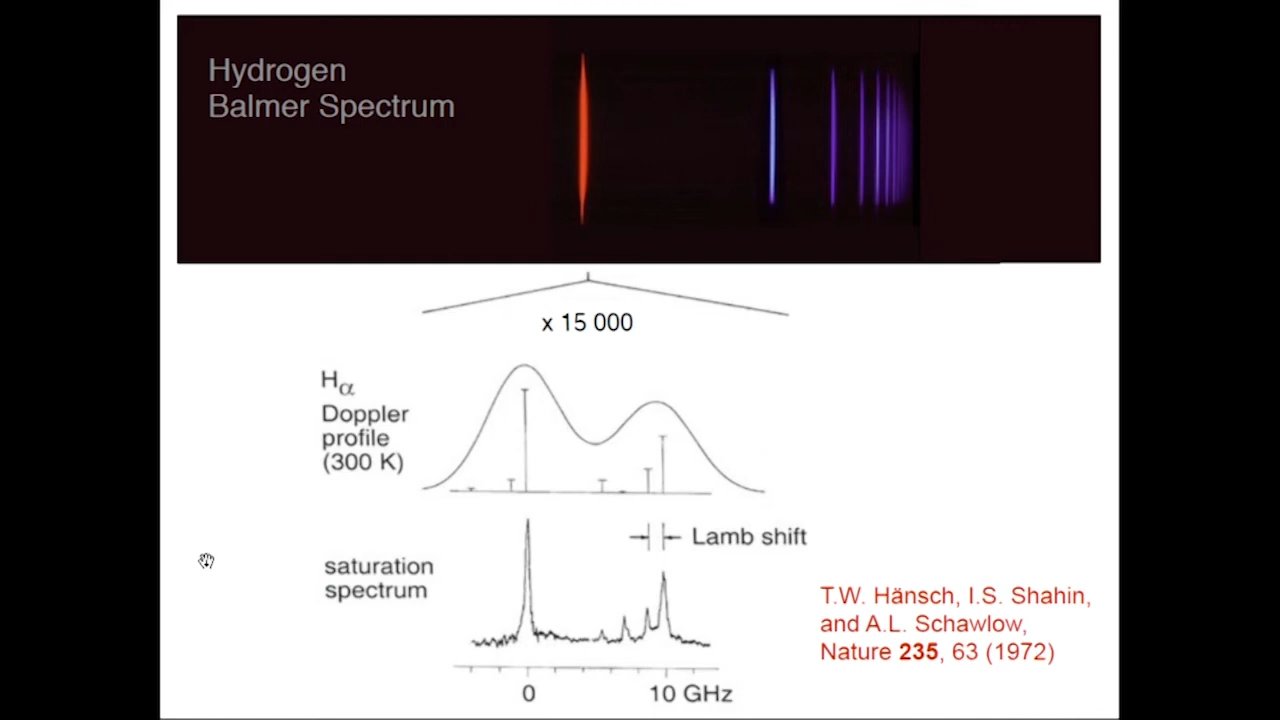 Hydrogen
Balmer Spectrum
x 15 000
Hα
Doppler
profile
(300 K)
Lamb shift
saturation
spectrum
T.W. Hänsch, I.S. Shahin,
and A.L. Schawlow,
Nature 235, 63 (1972)
0 10 GHz